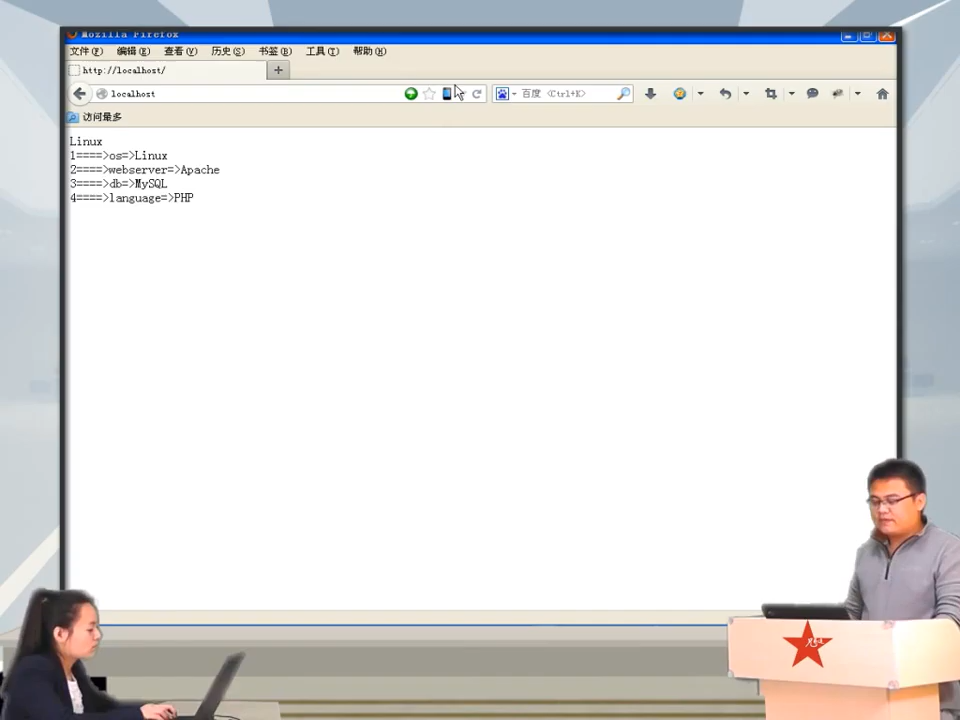 Mozilla Firefox
文件(F) 编辑(E) 查看(V) 历史(S) 书签(B) 工具(T) 帮助(H)
http://localhost/ +
localhost 百度 <Ctrl+K>
访问最多
Linux
1====>os=>Linux
2====>webserver=>Apache
3====>db=>MySQL
4====>language=>PHP